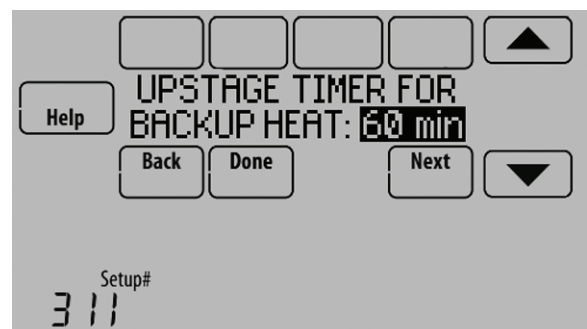 UPSTAGE TIMER FOR
Help
BACKUP HEAT: 60 min
Back Done Next
Setup#
311